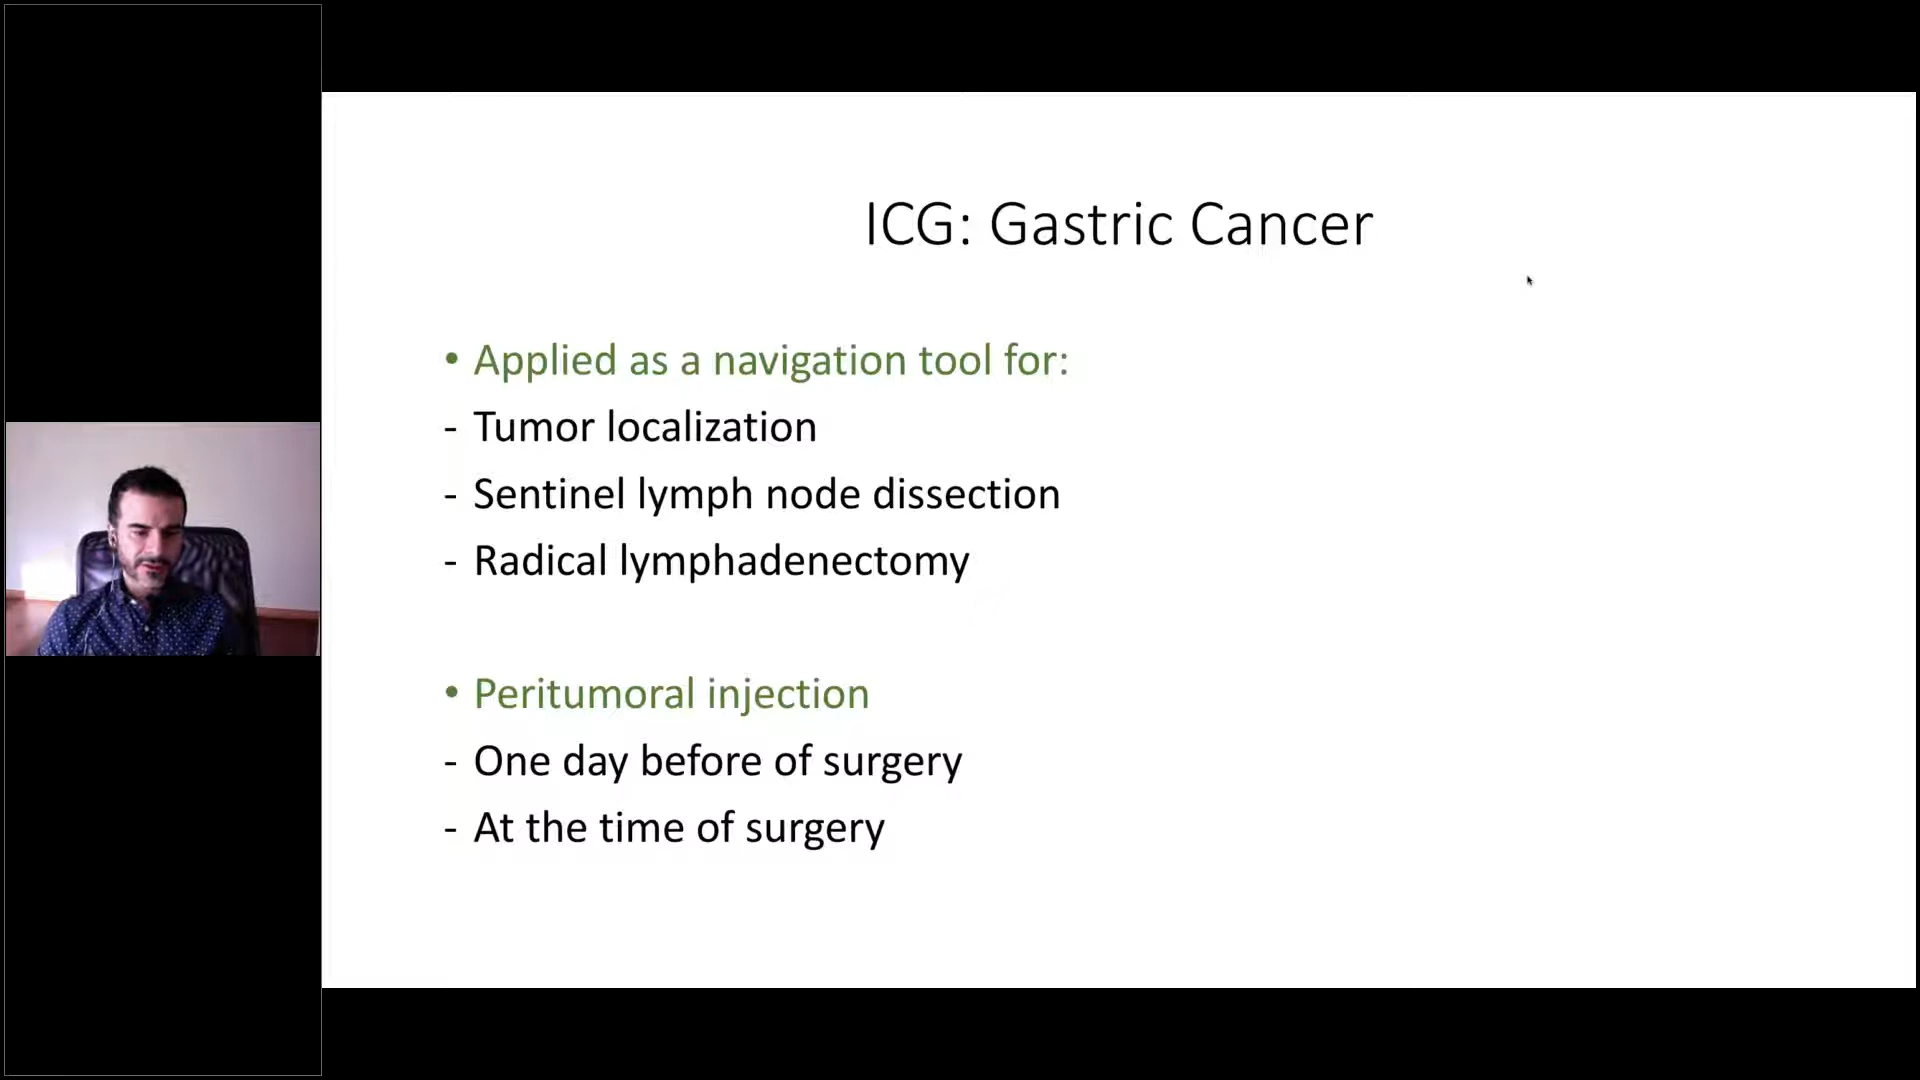 ICG: Gastric Cancer
• Applied as a navigation tool for:
- Tumor localization
- Sentinel lymph node dissection
- Radical lymphadenectomy
• Peritumoral injection
- One day before of surgery
- At the time of surgery